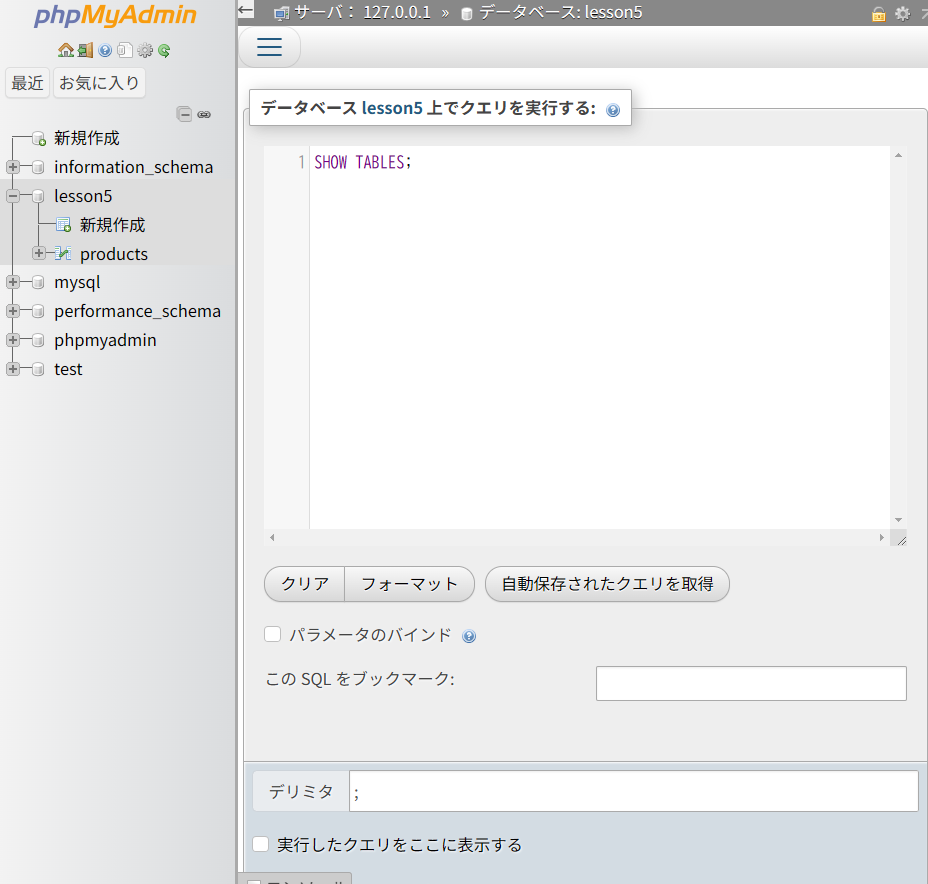 phpMyAdmin
最近 お気に入り
新規作成
information_schema
lesson5
新規作成
products
mysql
performance_schema
phpmyadmin
test
サーバ： 127.0.0.1 » データベース: lesson5
データベース lesson5 上でクエリを実行する:
1 SHOW TABLES;
クリア フォーマット 自動保存されたクエリを取得
パラメータのバインド
この SQL をブックマーク:
デリミタ ;
実行したクエリをここに表示する